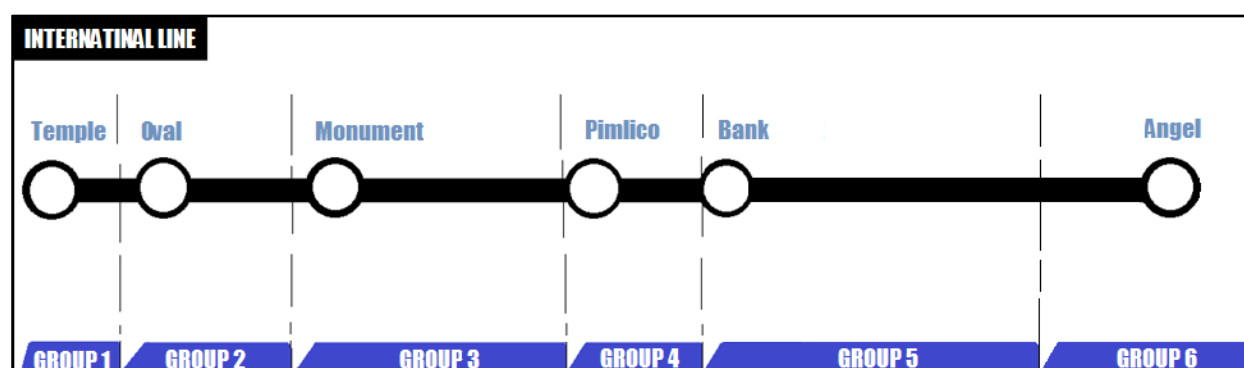 INTERNATINAL LINE
Temple Oval Monument Pimlico Bank Angel
GROUP 1 GROUP 2 GROUP 3 GROUP 4 GROUP 5 GROUP 6